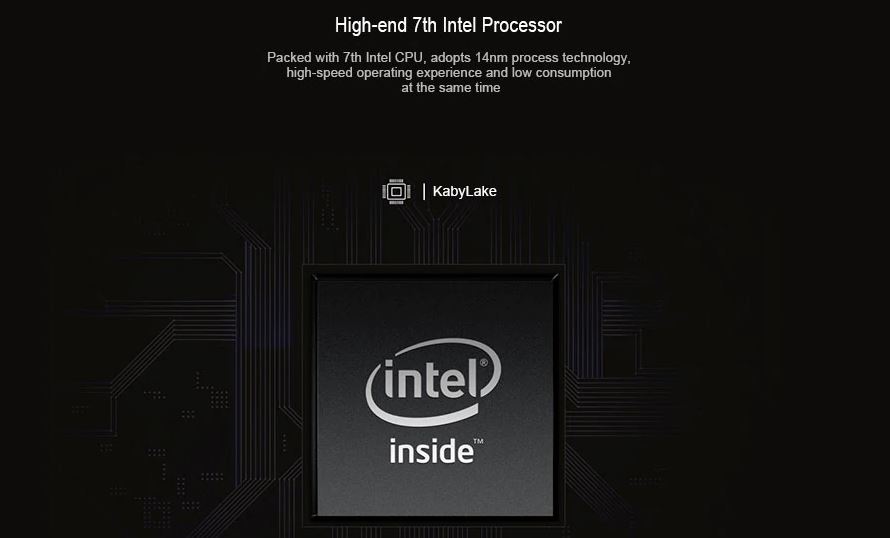 High-end 7th Intel Processor
Packed with 7th Intel CPU, adopts 14nm process technology,
high-speed operating experience and low consumption
at the same time
| KabyLake
intel®
inside™